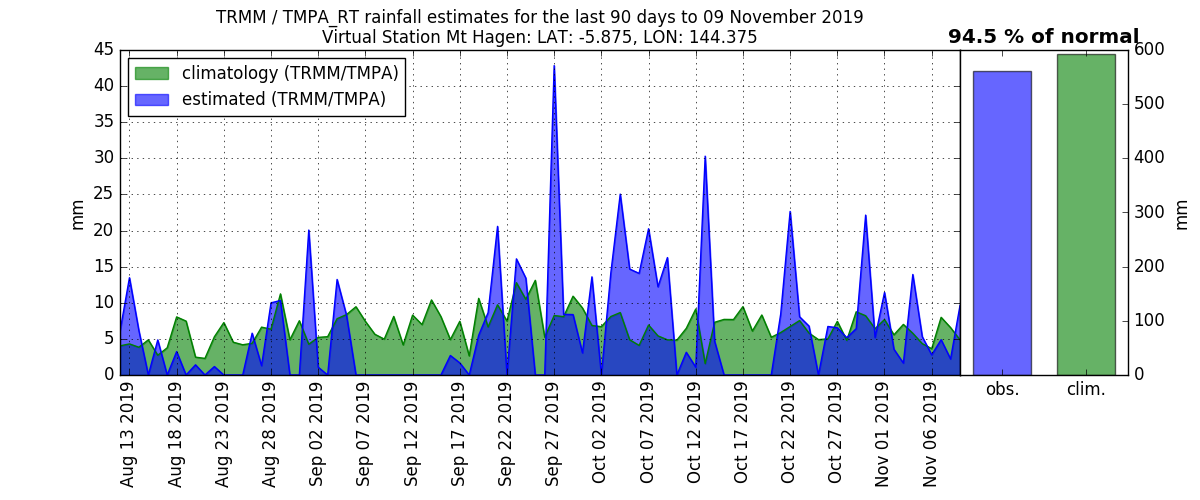 TRMM / TMPA_RT rainfall estimates for the last 90 days to 09 November 2019
Virtual Station Mt Hagen: LAT: -5.875, LON: 144.375
94.5 % of normal
climatology (TRMM/TMPA)
estimated (TRMM/TMPA)
mm
45
40
35
30
25
20
15
10
5
0
Aug 13 2019
Aug 18 2019
Aug 23 2019
Aug 28 2019
Sep 02 2019
Sep 07 2019
Sep 12 2019
Sep 17 2019
Sep 22 2019
Sep 27 2019
Oct 02 2019
Oct 07 2019
Oct 12 2019
Oct 17 2019
Oct 22 2019
Oct 27 2019
Nov 01 2019
Nov 06 2019
600
500
400
300
200
100
0
mm
obs.
clim.